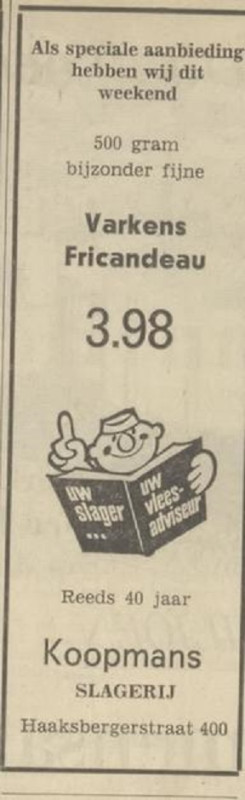 Als speciale aanbieding
hebben wij dit
weekend
500 gram
bijzonder fijne
Varkens
Fricandeau
3.98
uw
slager
...
uw
vlees-
adviseur
Reeds 40 jaar
Koopmans
SLAGERIJ
Haaksbergerstraat 400